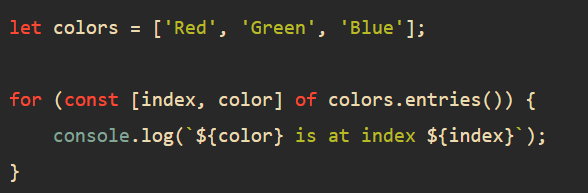 let colors = ['Red', 'Green', 'Blue'];
for (const [index, color] of colors.entries()) {
    console.log(`${color} is at index ${index}`);
}